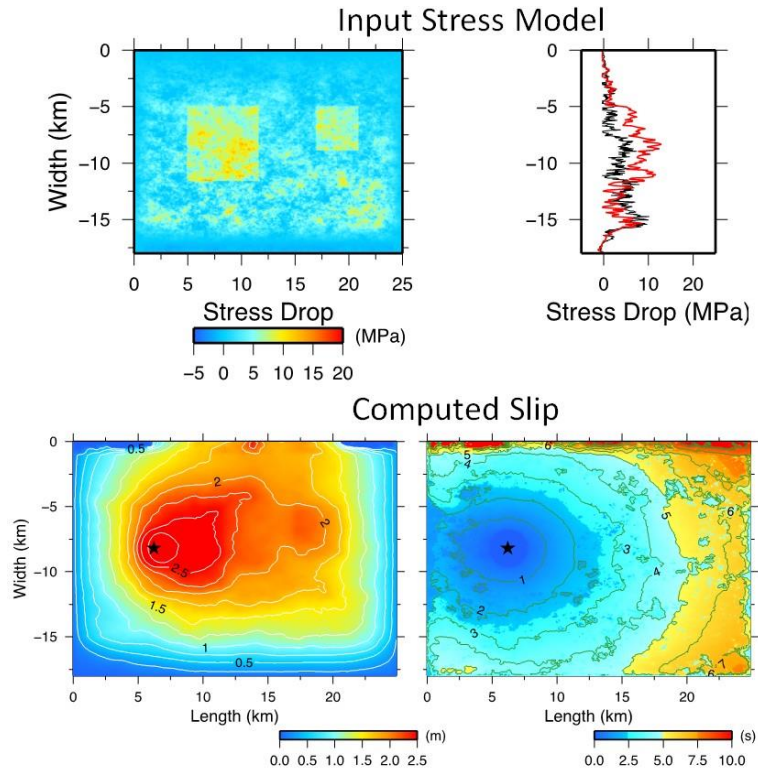 Input Stress Model
0
−5
−10
−15
Width (km)
0 5 10 15 20 25
Stress Drop
(MPa)
−5 0 5 10 15 20
0
−5
−10
−15
0 10 20
Stress Drop (MPa)
Computed Slip
0
−5
−10
−15
Width (km)
0.5
2
2
2.5
1.5
1
0.5
0 5 10 15 20 25
Length (km)
(m)
0.0 0.5 1.0 1.5 2.0 2.5
0
−5
−10
−15
5
4
6
6
5
3
4
1
2
3
7
6
0 5 10 15 20
Length (km)
(s)
0.0 2.5 5.0 7.5 10.0